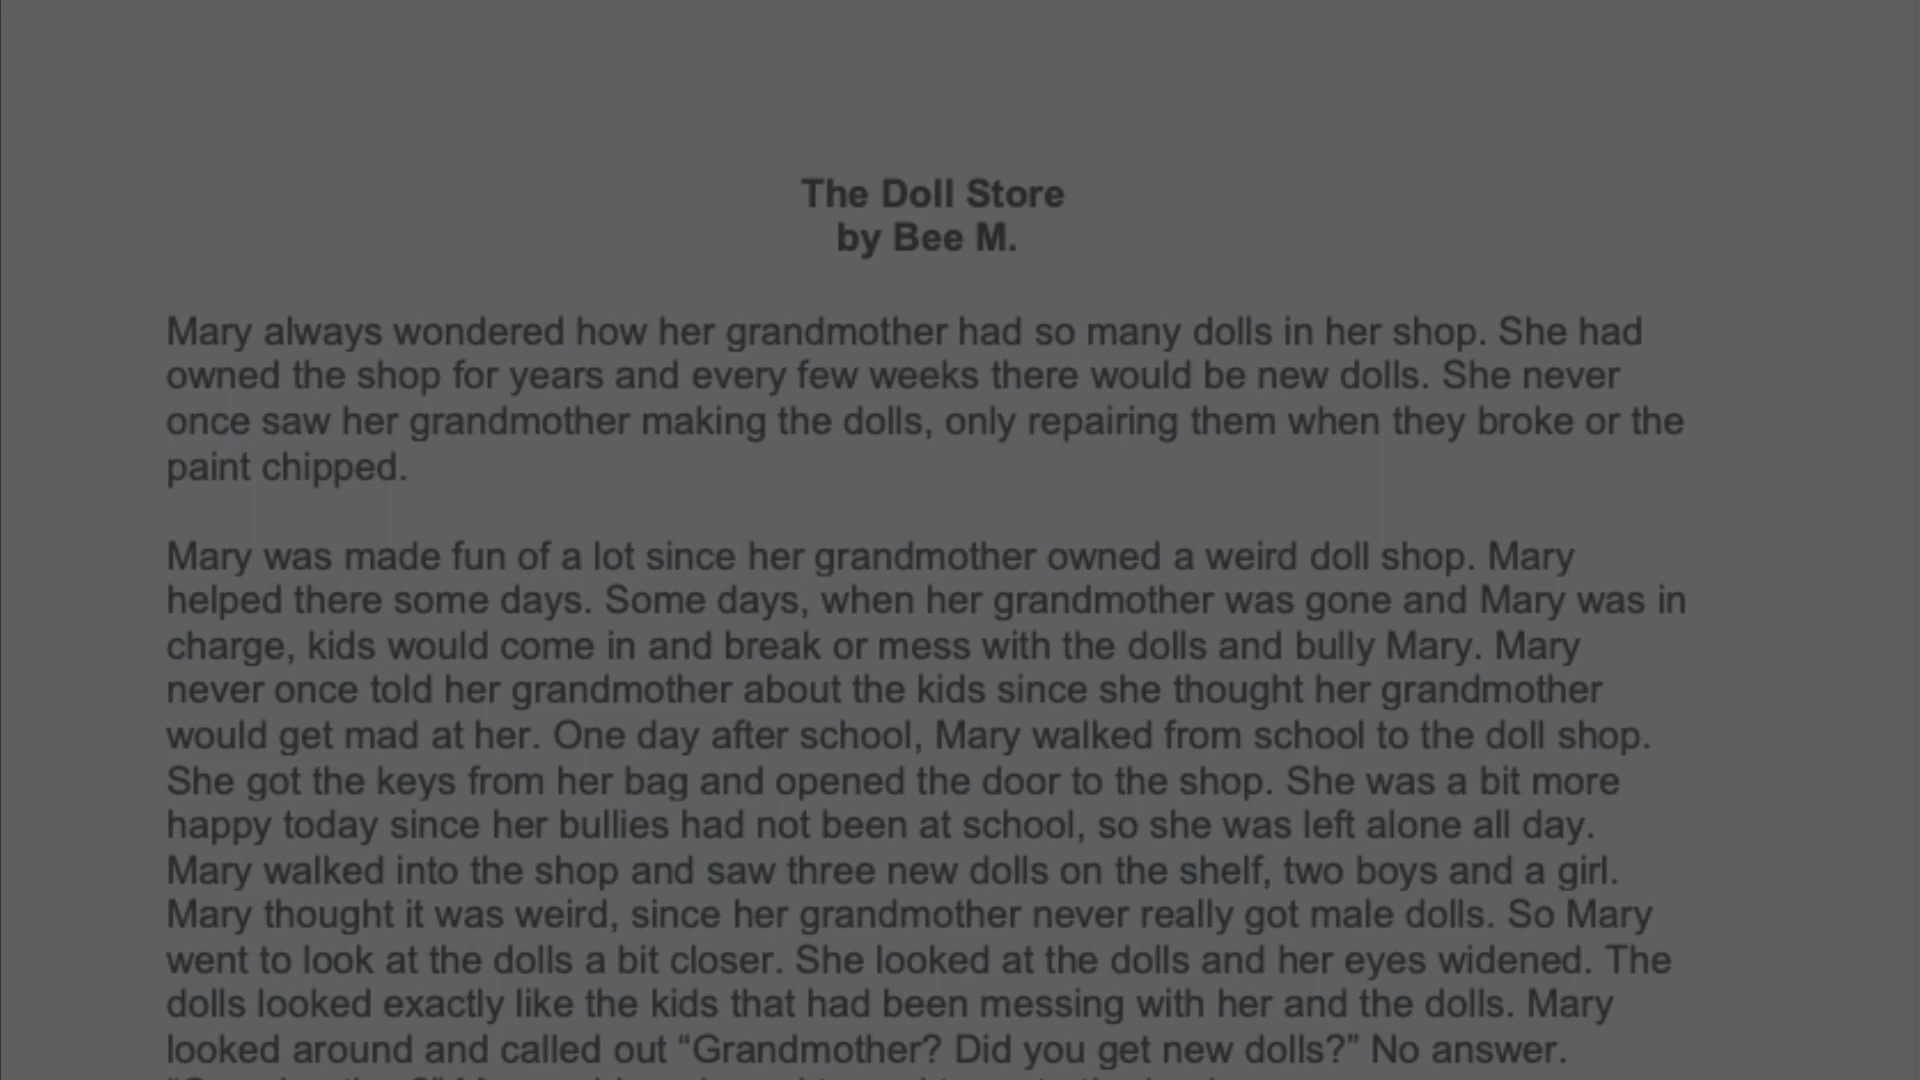 The Doll Store
by Bee M.
Mary always wondered how her grandmother had so many dolls in her shop. She had
owned the shop for years and every few weeks there would be new dolls. She never
once saw her grandmother making the dolls, only repairing them when they broke or the
paint chipped.
Mary was made fun of a lot since her grandmother owned a weird doll shop. Mary
helped there some days. Some days, when her grandmother was gone and Mary was in
charge, kids would come in and break or mess with the dolls and bully Mary. Mary
never once told her grandmother about the kids since she thought her grandmother
would get mad at her. One day after school, Mary walked from school to the doll shop.
She got the keys from her bag and opened the door to the shop. She was a bit more
happy today since her bullies had not been at school, so she was left alone all day.
Mary walked into the shop and saw three new dolls on the shelf, two boys and a girl.
Mary thought it was weird, since her grandmother never really got male dolls. So Mary
went to look at the dolls a bit closer. She looked at the dolls and her eyes widened. The
dolls looked exactly like the kids that had been messing with her and the dolls. Mary
looked around and called out “Grandmother? Did you get new dolls?” No answer.